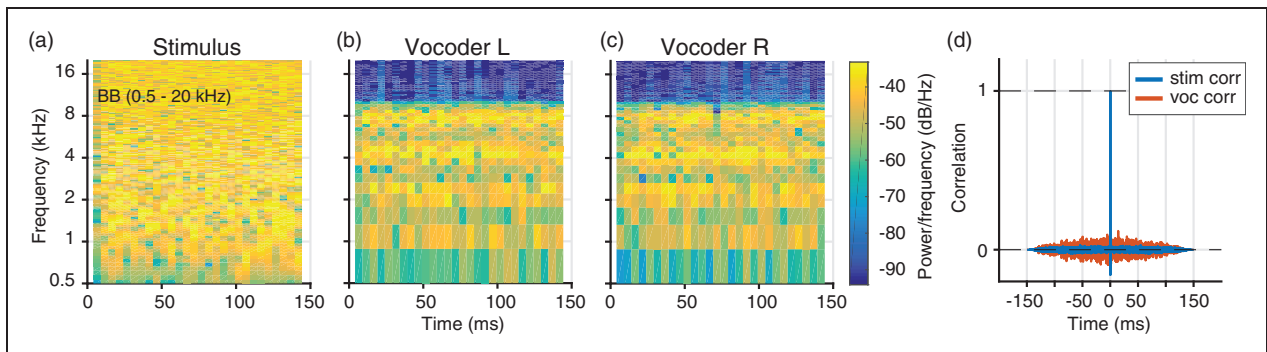 (a) Stimulus
(b) Vocoder L
(c) Vocoder R
(d)
BB (0.5 - 20 kHz)
Frequency (kHz)
16
8
4
2
1
0.5
0 50 100 150
0 50 100 150
0 50 100 150
Time (ms)
Time (ms)
-40
-50
-60
-70
-80
-90
Power/frequency (dB/Hz)
stim corr
voc corr
Correlation
1
0
-150 -50 0 50 150
Time (ms)